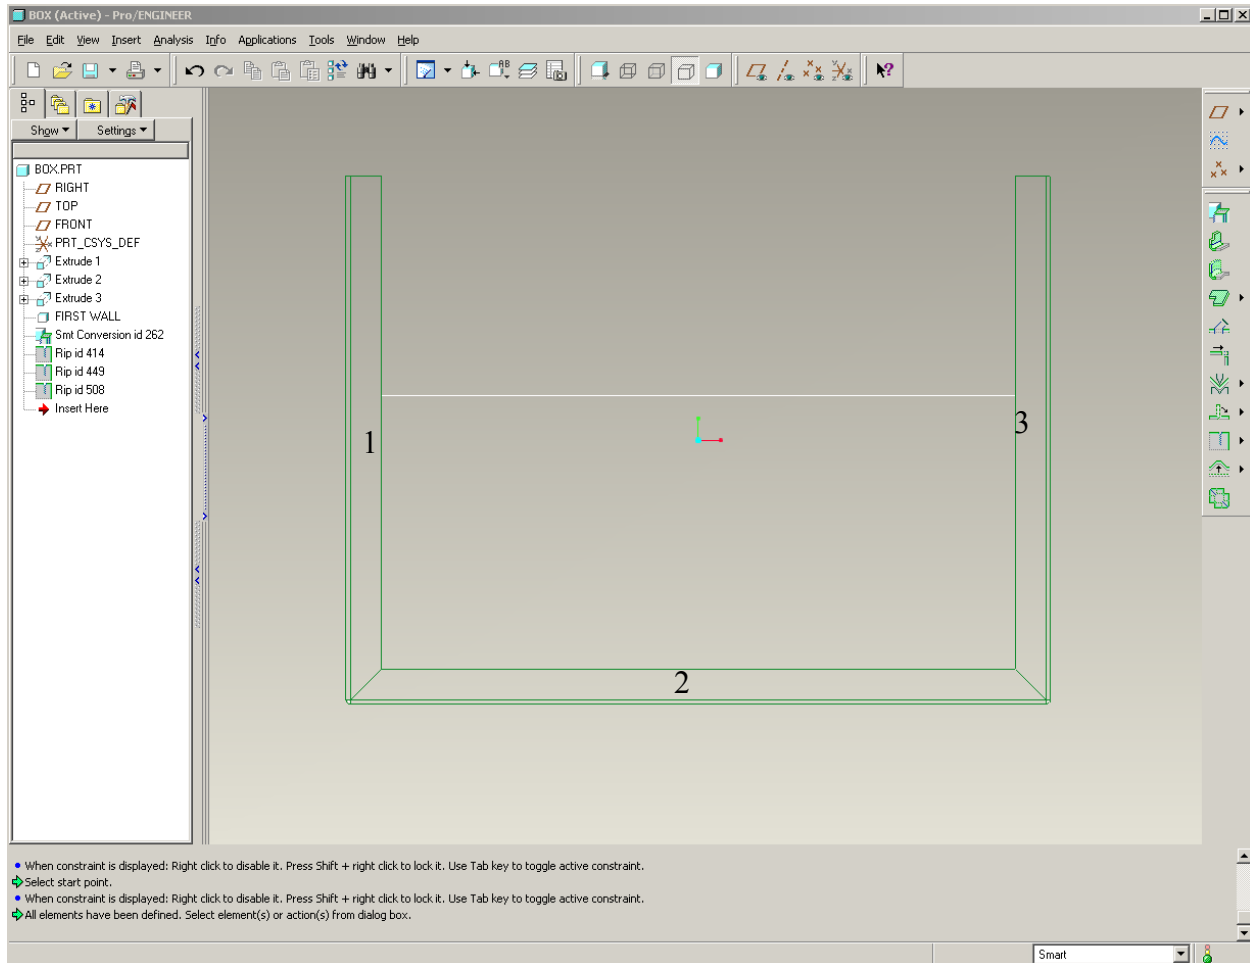 BOX (Active) - Pro/ENGINEER
File Edit View Insert Analysis Info Applications Tools Window Help
Show Settings
BOX.PRT
RIGHT
TOP
FRONT
PRT_CSYS_DEF
Extrude 1
Extrude 2
Extrude 3
FIRST WALL
Smt Conversion id 262
Rip id 414
Rip id 449
Rip id 508
Insert Here
1
3
2
When constraint is displayed: Right click to disable it. Press Shift + right click to lock it. Use Tab key to toggle active constraint.
Select start point.
When constraint is displayed: Right click to disable it. Press Shift + right click to lock it. Use Tab key to toggle active constraint.
All elements have been defined. Select element(s) or action(s) from dialog box.
Smart